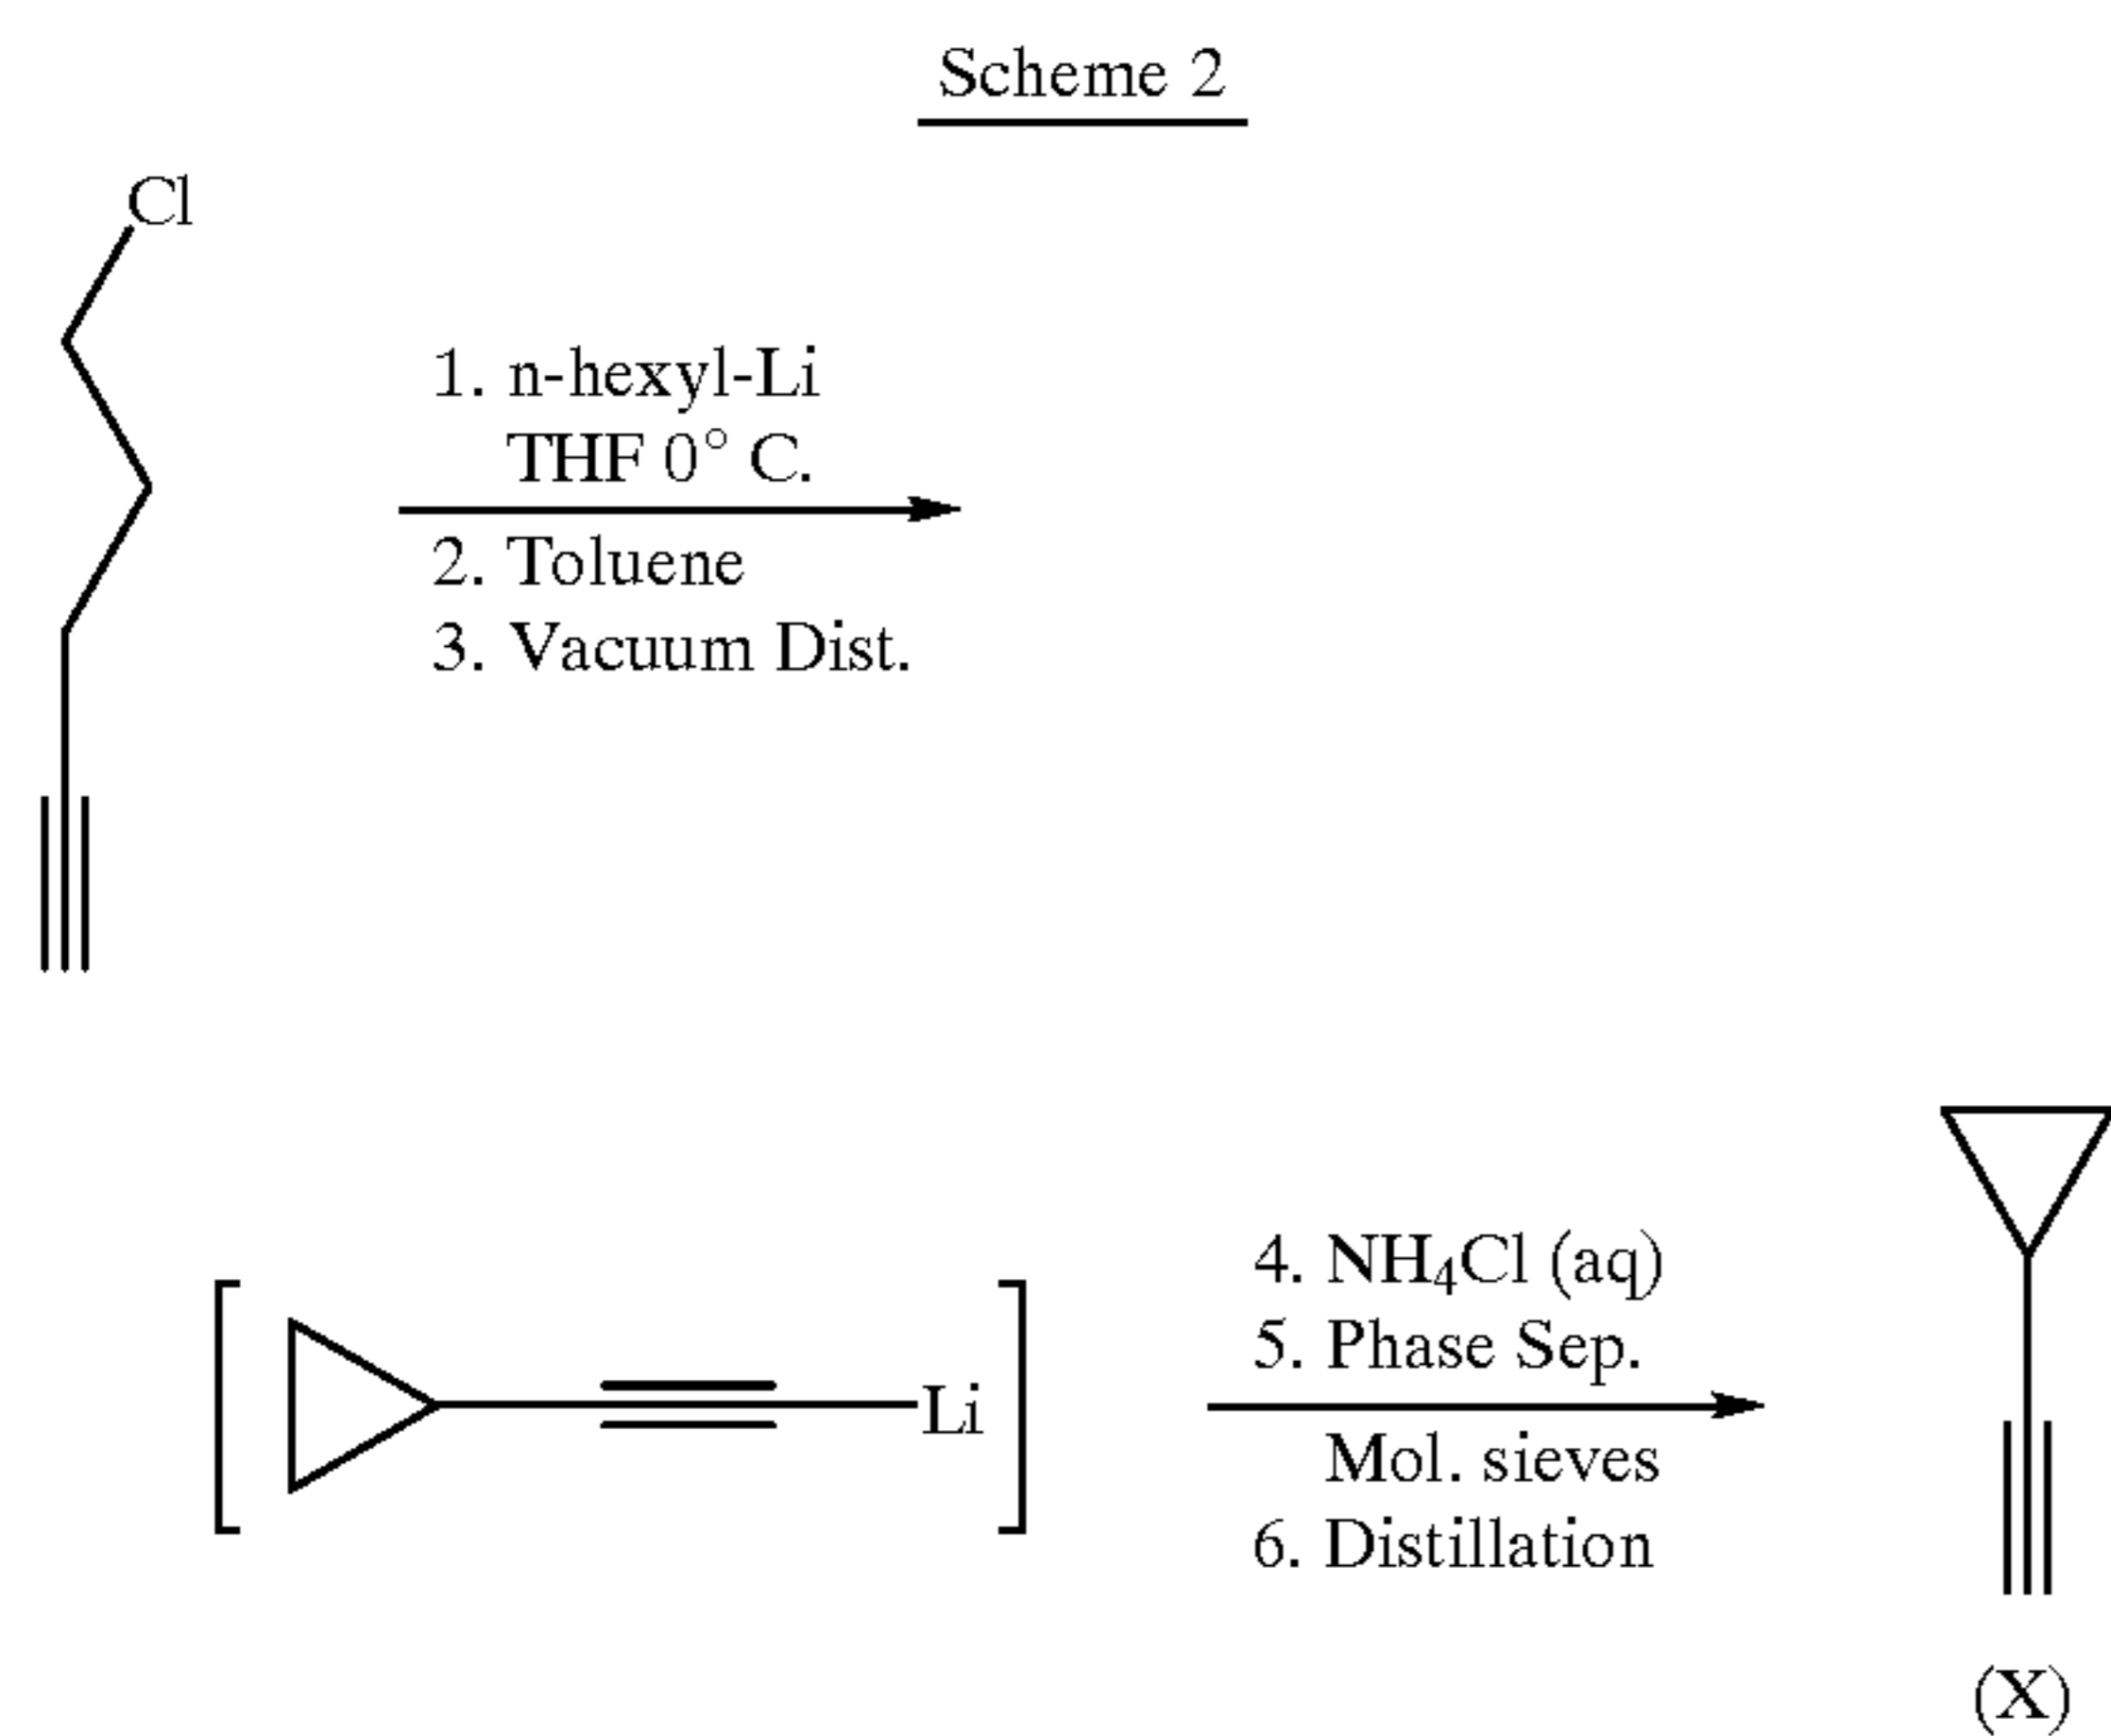 Scheme 2
Cl
1. n-hexyl-Li
THF 0° C.
2. Toluene
3. Vacuum Dist.
Li
4. NH₄Cl (aq)
5. Phase Sep.
Mol. sieves
6. Distillation
(X)